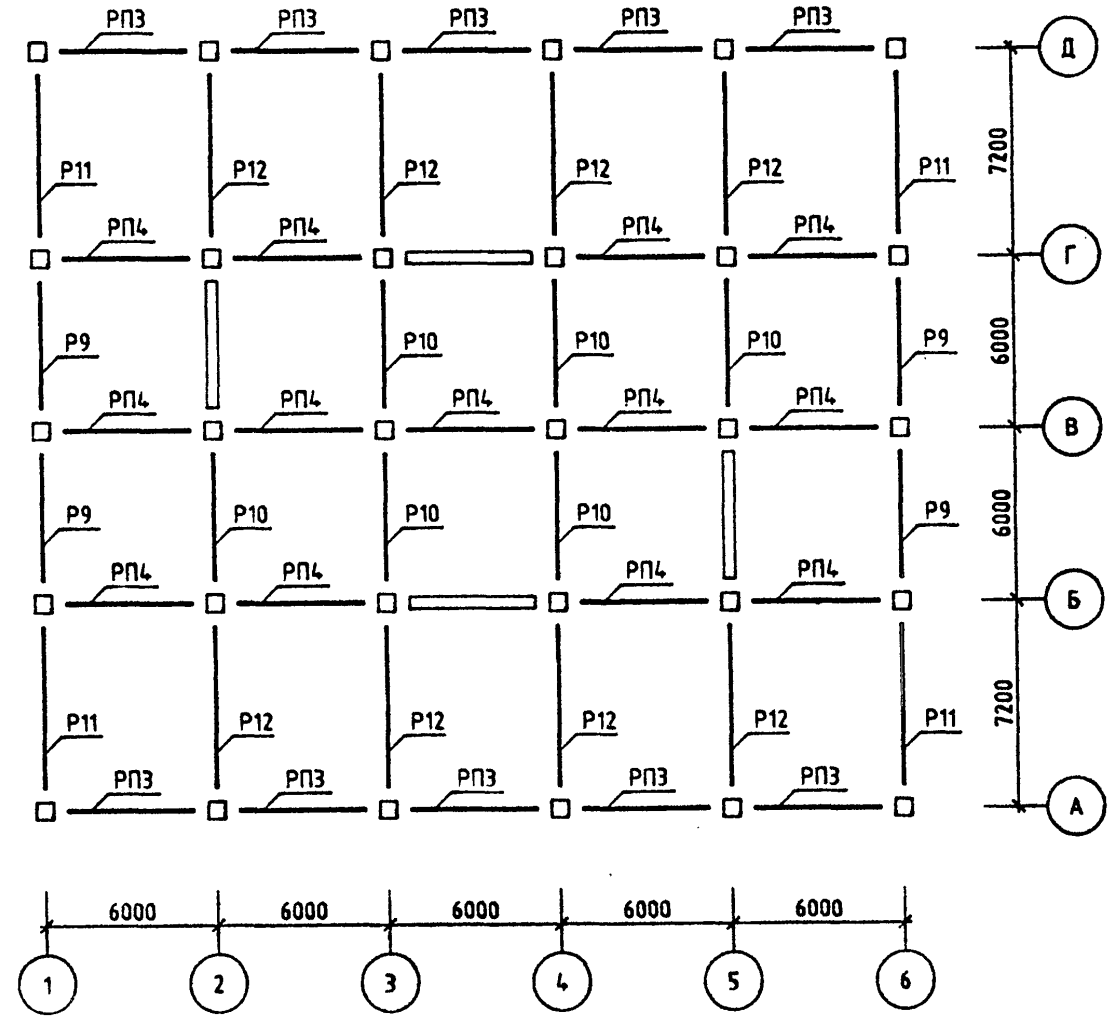 РП3 РП3 РП3 РП3 РП3
Д
Р11 Р12 Р12 Р12 Р12 Р11
7200
РП4 РП4 РП4 РП4
Г
Р9 Р10 Р10 Р10 Р9
6000
РП4 РП4 РП4 РП4 РП4
В
Р9 Р10 Р10 Р10 Р9
6000
РП4 РП4 РП4 РП4
Б
Р11 Р12 Р12 Р12 Р12 Р11
7200
РП3 РП3 РП3 РП3 РП3
А
6000 6000 6000 6000 6000
1 2 3 4 5 6